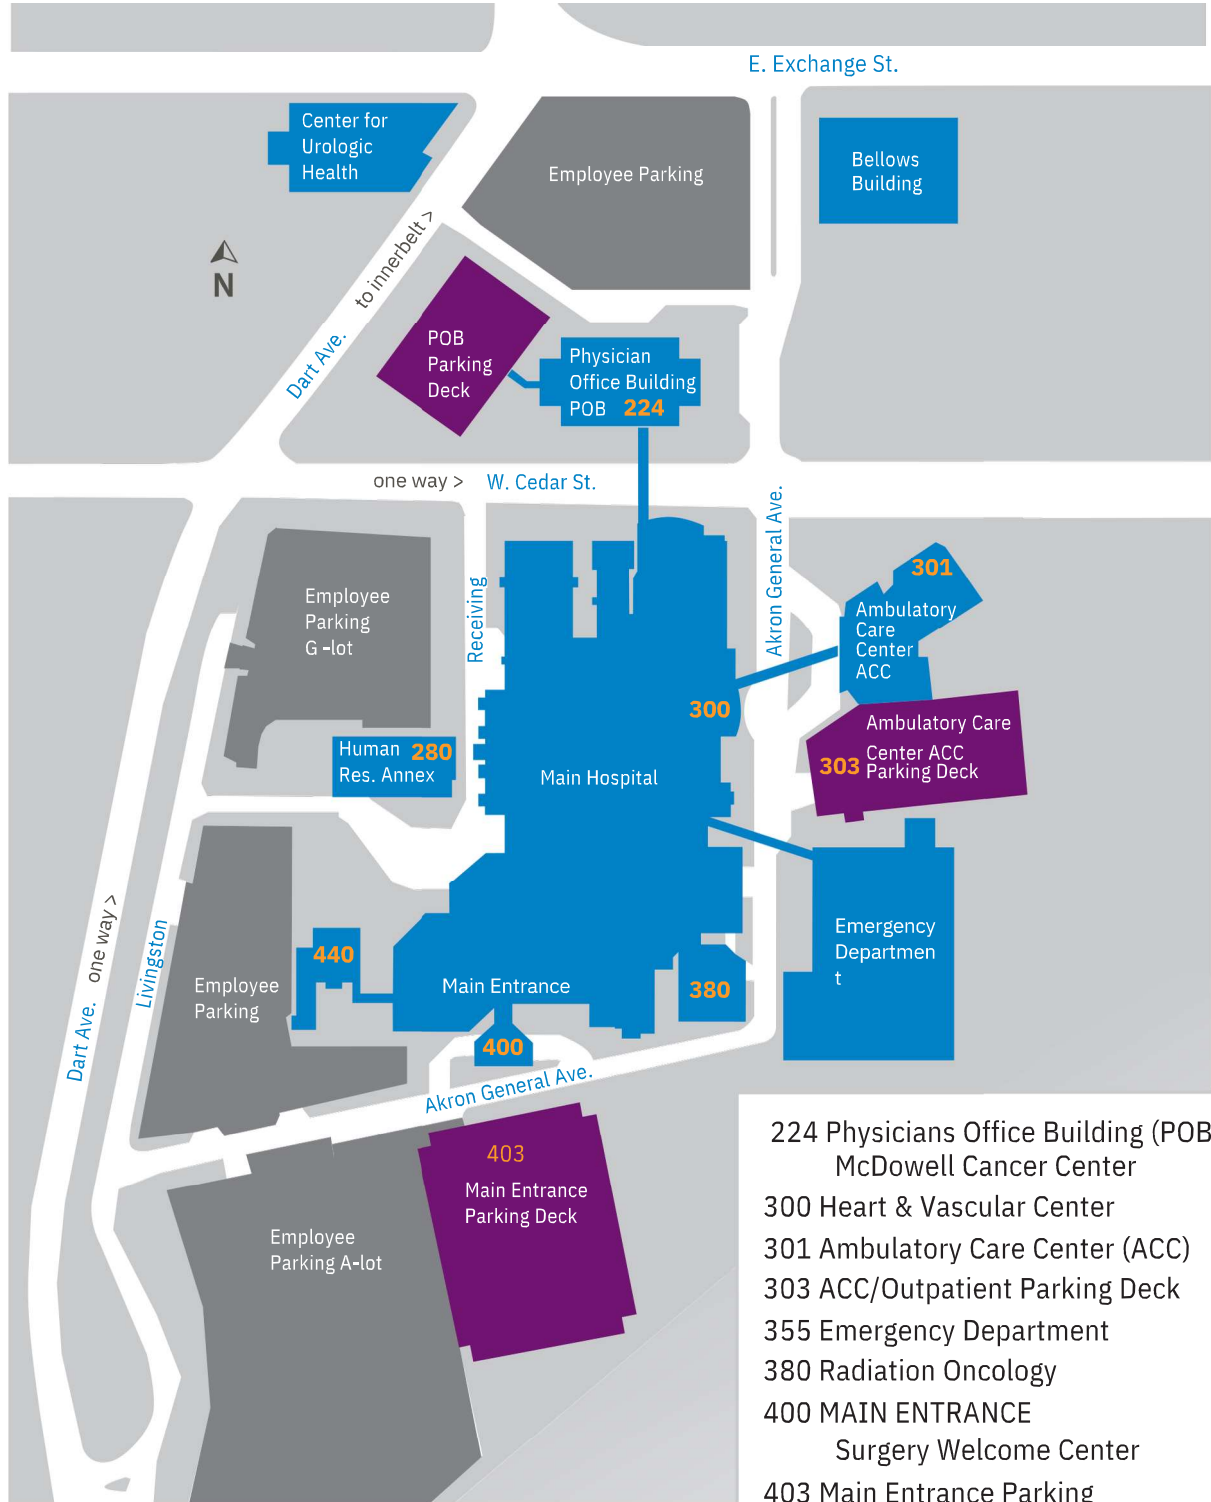 E. Exchange St.
Center for
Urologic
Health
Employee Parking
Bellows
Building
N
to innerbelt >
Dart Ave.
POB
Parking
Deck
Physician
Office Building
POB 224
one way >
W. Cedar St.
Akron General Ave.
Receiving
Employee
Parking
G -lot
301
Ambulatory
Care
Center
ACC
300
Ambulatory Care
Center ACC
303 Parking Deck
Human 280
Res. Annex
Main Hospital
Emergency
Departmen
t
one way >
Dart Ave.
Livingston
440
Employee
Parking
Main Entrance
380
400
Akron General Ave.
403
Main Entrance
Parking Deck
Employee
Parking A-lot
224 Physicians Office Building (POB
McDowell Cancer Center
300 Heart & Vascular Center
301 Ambulatory Care Center (ACC)
303 ACC/Outpatient Parking Deck
355 Emergency Department
380 Radiation Oncology
400 MAIN ENTRANCE
Surgery Welcome Center
403 Main Entrance Parking